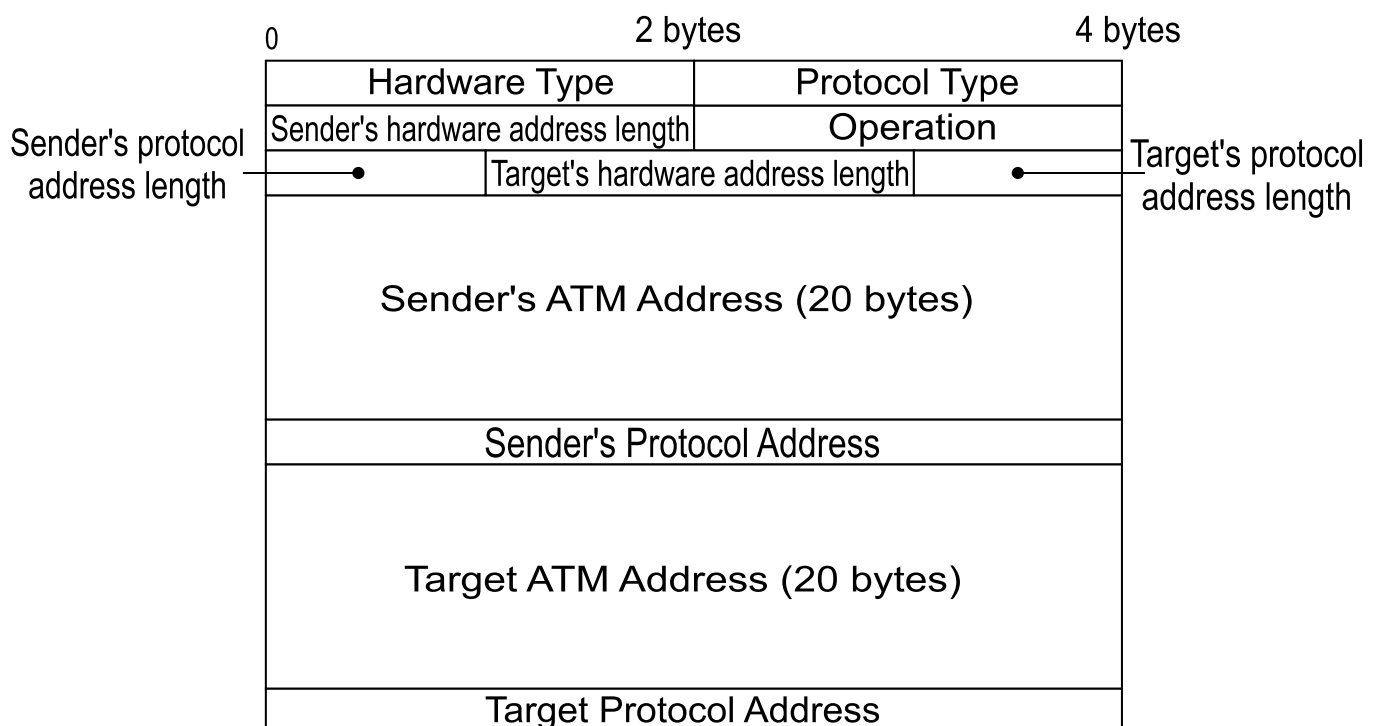 0
2 bytes
4 bytes
Hardware Type
Protocol Type
Sender's hardware address length
Operation
Sender's protocol
address length
Target's hardware address length
Target's protocol
address length
Sender's ATM Address (20 bytes)
Sender's Protocol Address
Target ATM Address (20 bytes)
Target Protocol Address